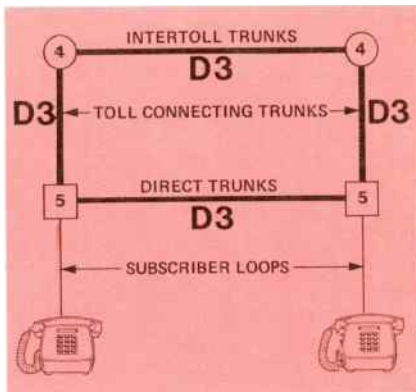 4 INTERTOLL TRUNKS 4
D3
D3 TOLL CONNECTING TRUNKS D3
5 DIRECT TRUNKS 5
D3
SUBSCRIBER LOOPS